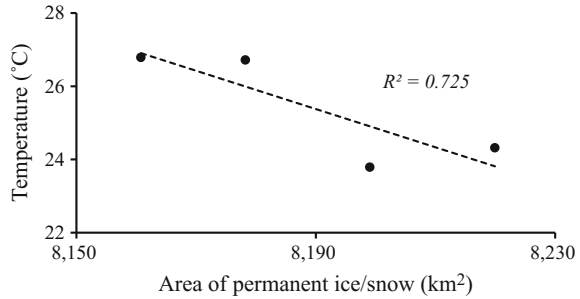 28
26
24
22
Temperature (˚C)
R² = 0.725
8,150
8,190
8,230
Area of permanent ice/snow (km²)